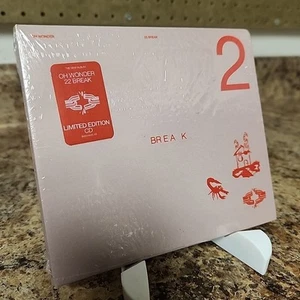 2
OH WONDER
22 BREAK
LIMITED EDITION
CD
BREA K